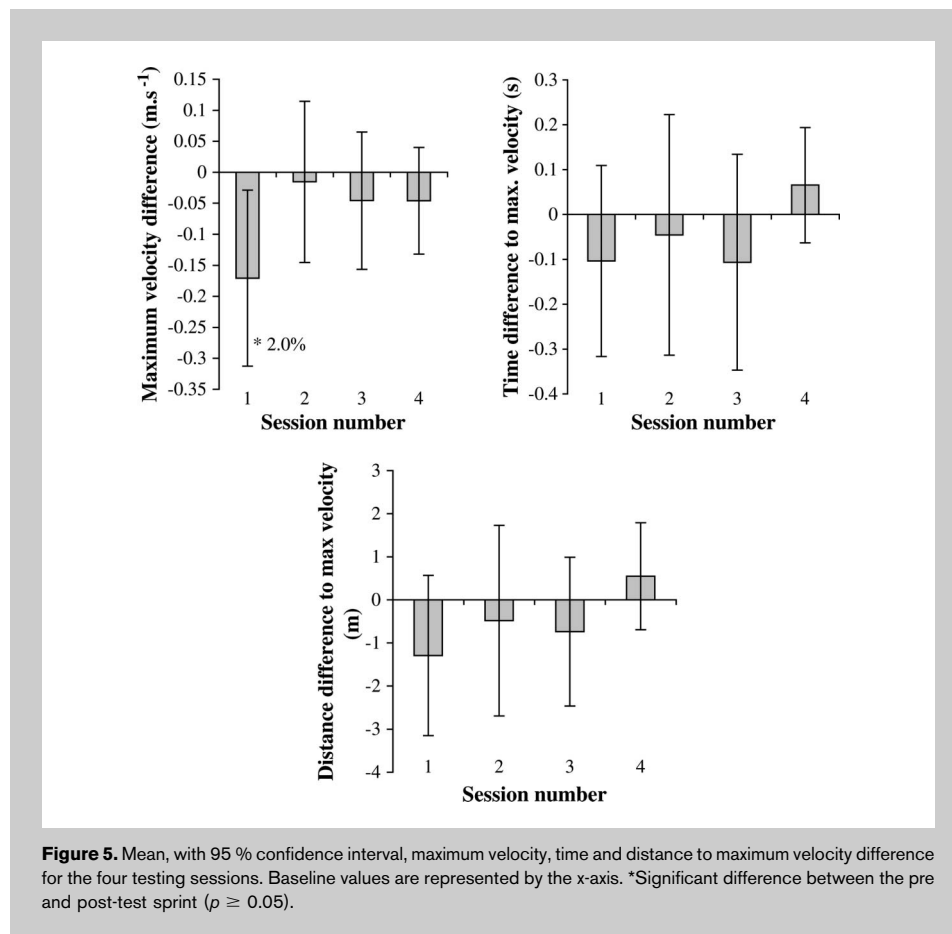 Maximum velocity difference (m.s⁻¹)
0.15
0.1
0.05
0
-0.05
-0.1
-0.15
-0.2
-0.25
-0.3
-0.35
* 2.0%
1 2 3 4
Session number
Time difference to max. velocity (s)
0.3
0.2
0.1
0
-0.1
-0.2
-0.3
-0.4
1 2 3 4
Session number
Distance difference to max velocity
(m)
3
2
1
0
-1
-2
-3
-4
1 2 3 4
Session number
Figure 5. Mean, with 95 % confidence interval, maximum velocity, time and distance to maximum velocity difference
for the four testing sessions. Baseline values are represented by the x-axis. *Significant difference between the pre
and post-test sprint (p ≥ 0.05).